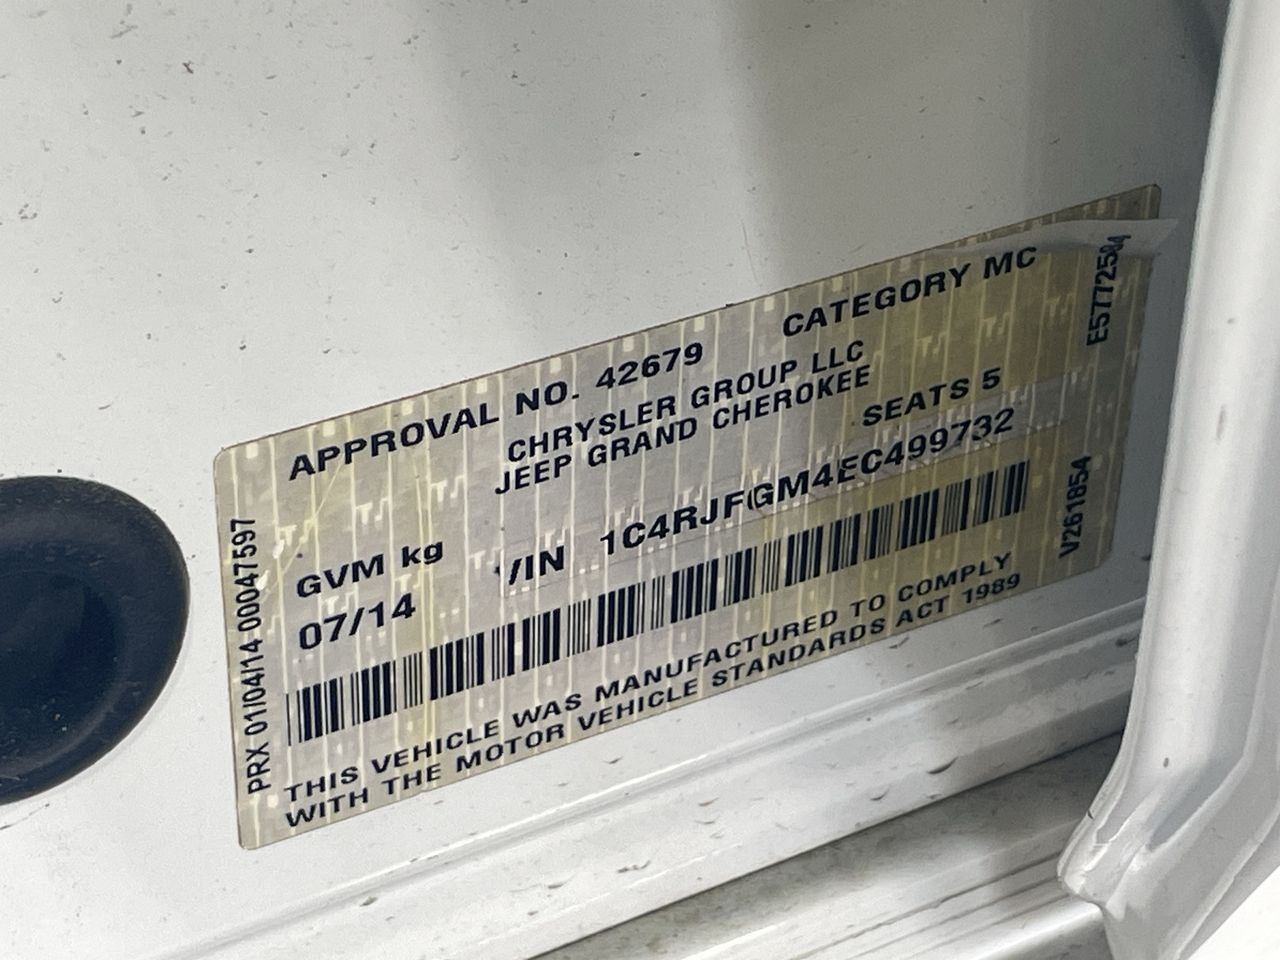 APPROVAL NO. 42679 CATEGORY MC
CHRYSLER GROUP LLC
JEEP GRAND CHEROKEE
SEATS 5
GVM kg VIN 1C4RJFGM4EC499732
07/14
THIS VEHICLE WAS MANUFACTURED TO COMPLY
WITH THE MOTOR VEHICLE STANDARDS ACT 1989
PRX 01/04/14 00047597
V261854